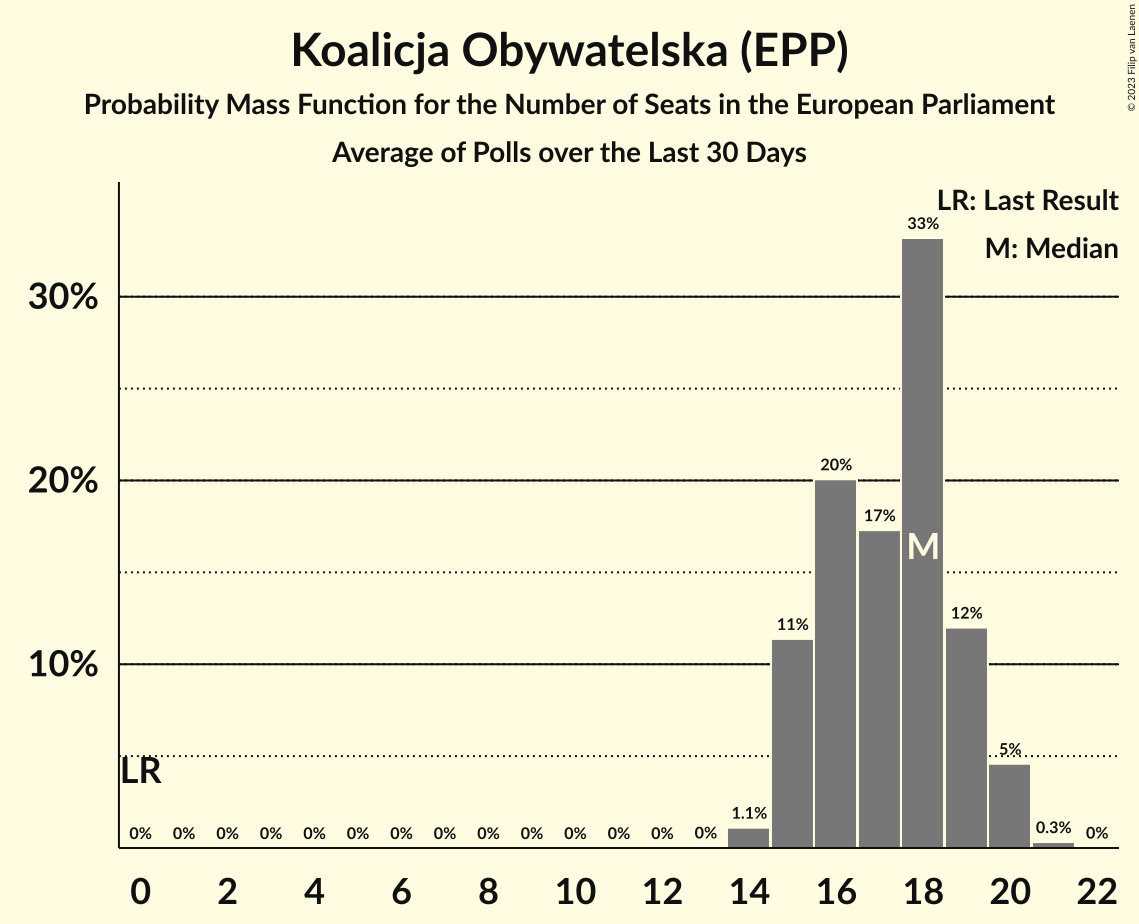 Koalicja Obywatelska (EPP)
Probability Mass Function for the Number of Seats in the European Parliament
Average of Polls over the Last 30 Days
© 2023 Filip van Laenen
LR: Last Result
M: Median
33%
30%
20%
20%
17%
M
12%
11%
10%
5%
LR
1.1%
0% 0% 0% 0% 0% 0% 0% 0% 0% 0% 0% 0% 0% 0% 0.3% 0%
0 2 4 6 8 10 12 14 16 18 20 22